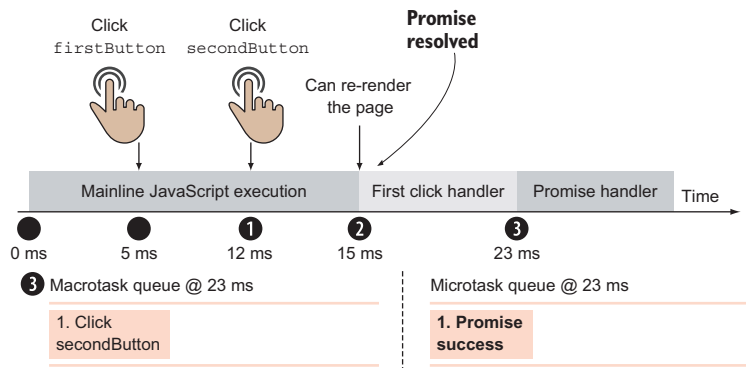 Click
firstButton
Click
secondButton
Promise
resolved
Can re-render
the page
Mainline JavaScript execution
First click handler
Promise handler
Time
1
2
3
0 ms
5 ms
12 ms
15 ms
23 ms
3 Macrotask queue @ 23 ms
Microtask queue @ 23 ms
1. Click
secondButton
1. Promise
success